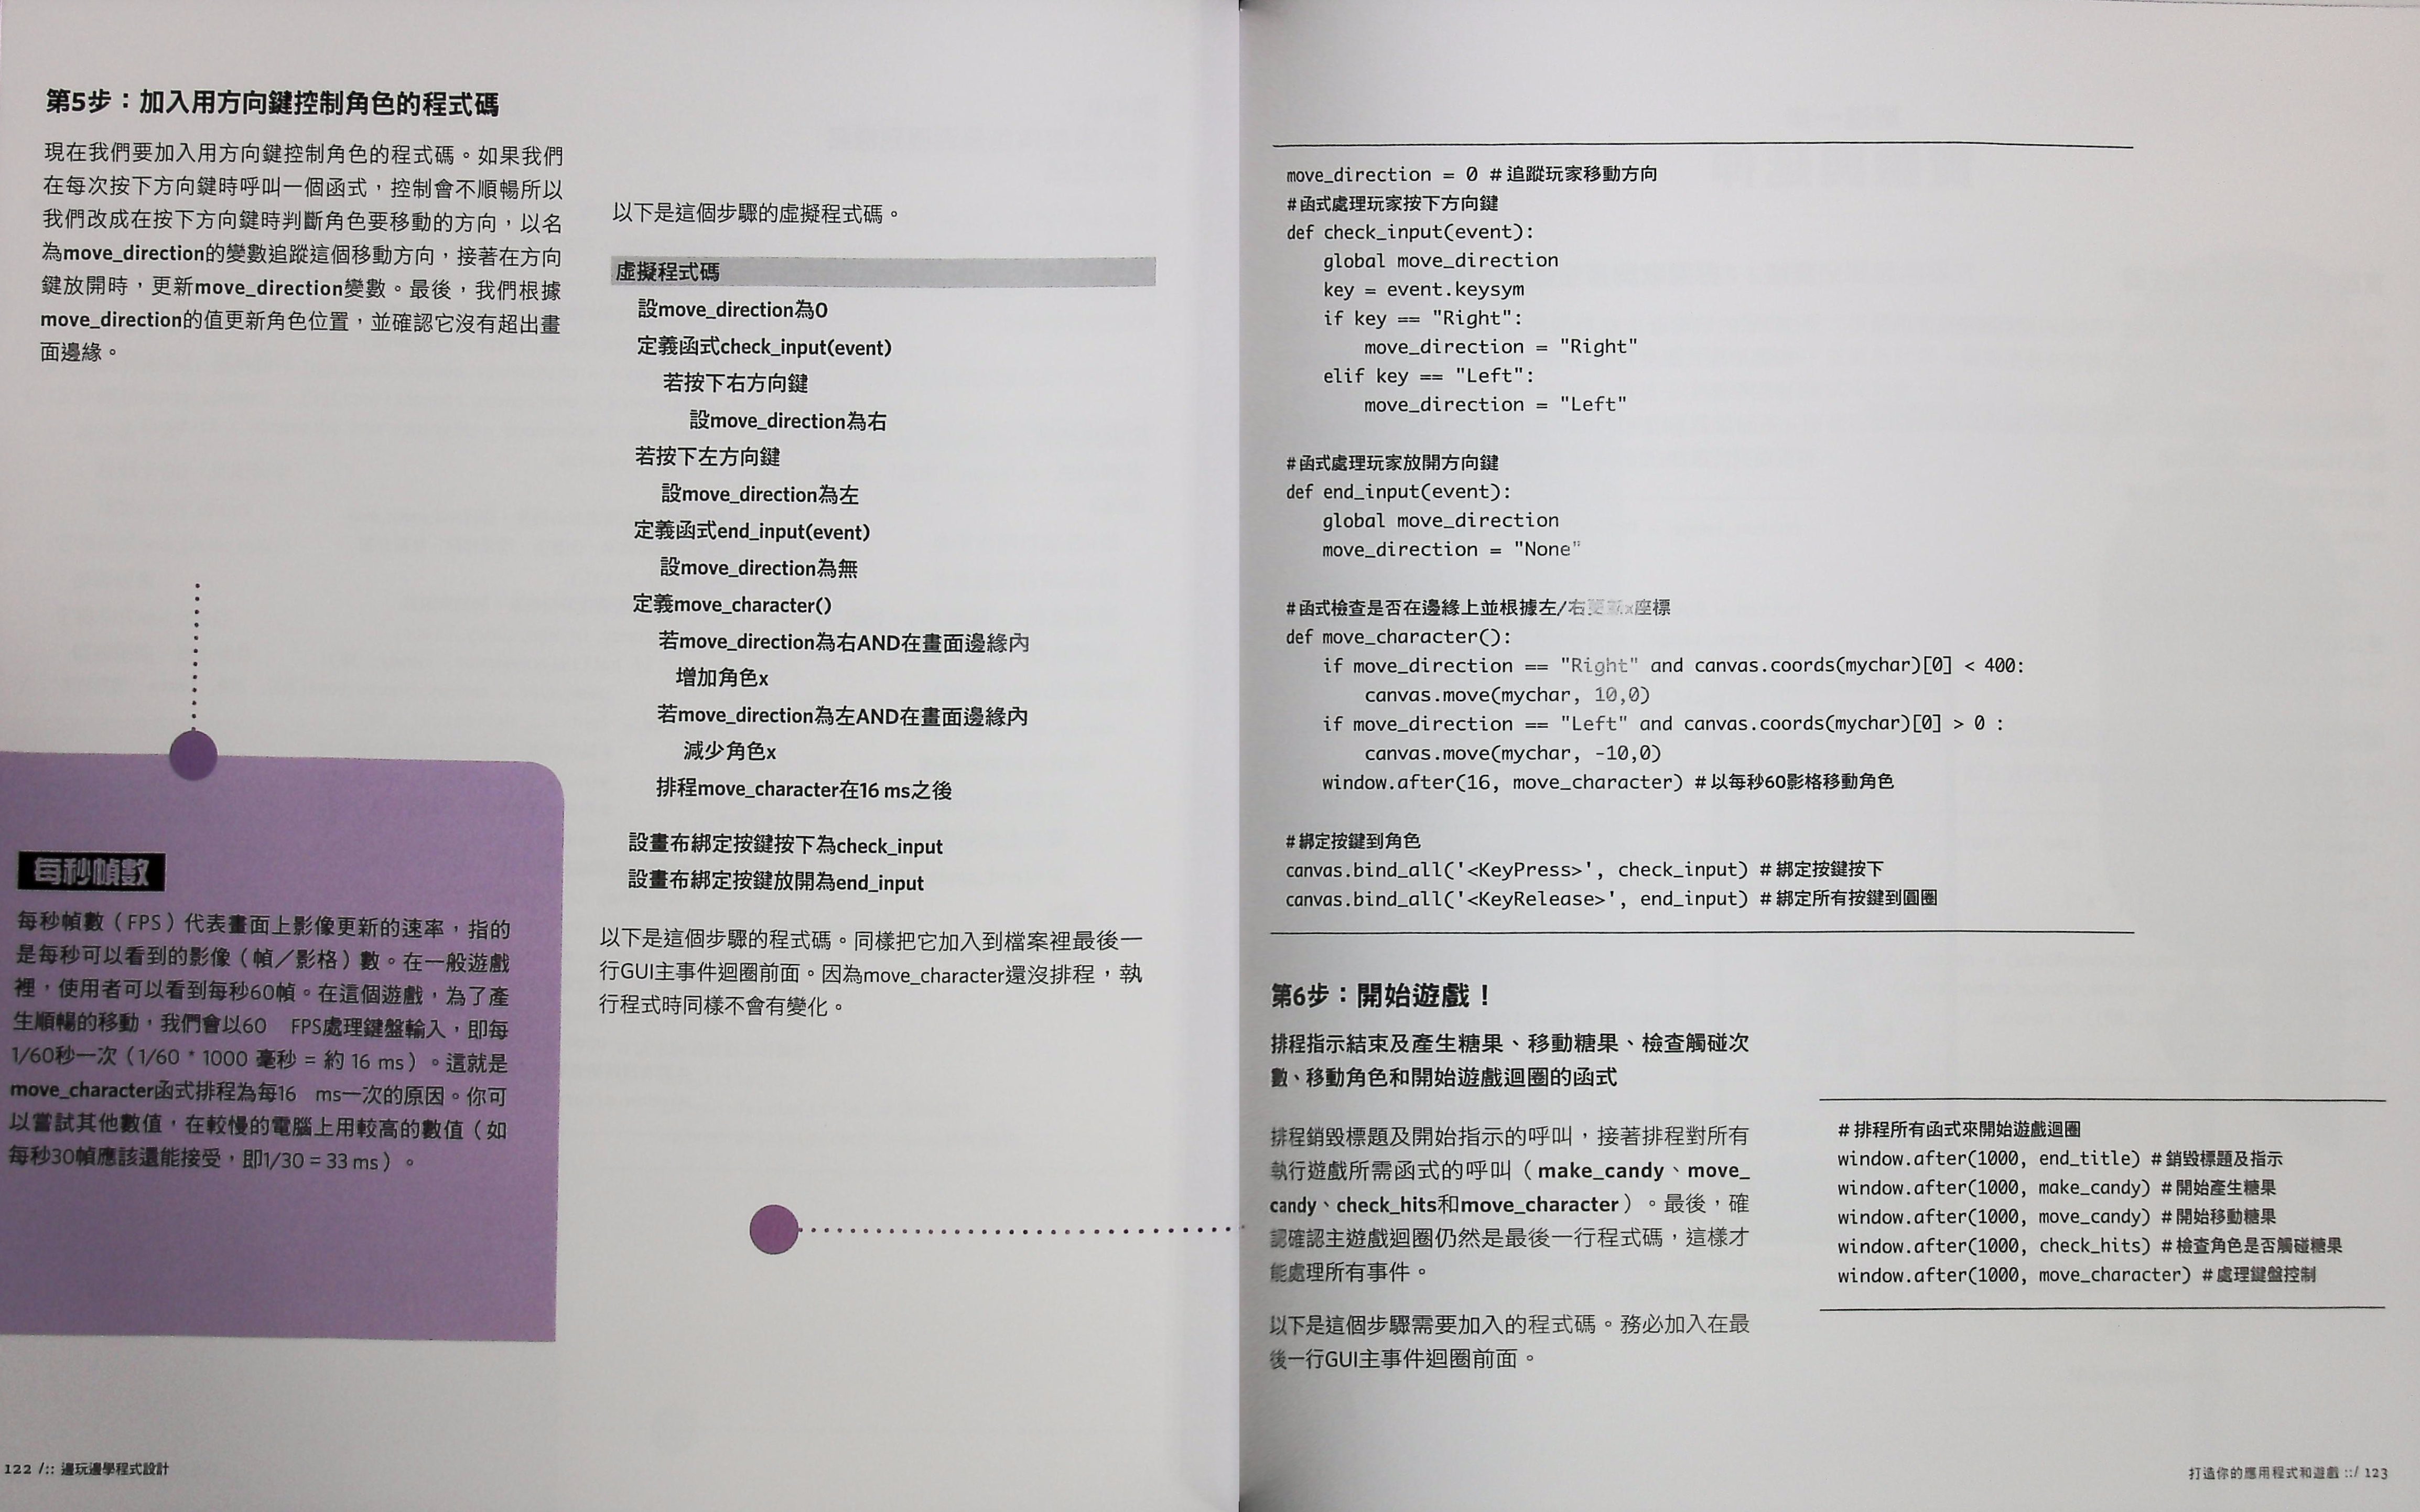 第5步：加入用方向鍵控制角色的程式碼
現在我們要加入用方向鍵控制角色的程式碼。如果我們
在每次按下方向鍵時呼叫一個函式，控制會不順暢所以
我們改成在按下方向鍵時判斷角色要移動的方向，以名
為move_direction的變數追蹤這個移動方向，接著在方向
鍵放開時，更新move_direction變數。最後，我們根據
move_direction的值更新角色位置，並確認它沒有超出畫
面邊緣。
每秒幀數
每秒幀數（FPS）代表畫面上影像更新的速率，指的
是每秒可以看到的影像（幀／影格）數。在一般遊戲
裡，使用者可以看到每秒60幀。在這個遊戲，為了產
生順暢的移動，我們會以60 FPS處理鍵盤輸入，即每
1/60秒一次（1/60 * 1000 毫秒 = 約 16 ms）。這就是
move_character函式排程為每16 ms一次的原因。你可
以嘗試其他數值，在較慢的電腦上用較高的數值（如
每秒30幀應該還能接受，即1/30 = 33 ms）。
以下是這個步驟的虛擬程式碼。
虛擬程式碼
設move_direction為0
定義函式check_input(event)
若按下右方向鍵
設move_direction為右
若按下左方向鍵
設move_direction為左
定義函式end_input(event)
設move_direction為無
定義move_character()
若move_direction為右AND在畫面邊緣內
增加角色x
若move_direction為左AND在畫面邊緣內
減少角色x
排程move_character在16 ms之後
設畫布綁定按鍵按下為check_input
設畫布綁定按鍵放開為end_input
以下是這個步驟的程式碼。同樣把它加入到檔案裡最後一
行GUI主事件迴圈前面。因為move_character還沒排程，執
行程式時同樣不會有變化。
122 /:: 邊玩邊學程式設計
move_direction = 0 # 追蹤玩家移動方向
# 函式處理玩家按下方向鍵
def check_input(event):
global move_direction
key = event.keysym
if key == "Right":
move_direction = "Right"
elif key == "Left":
move_direction = "Left"
# 函式處理玩家放開方向鍵
def end_input(event):
global move_direction
move_direction = "None"
# 函式檢查是否在邊緣上並根據左/右更新x座標
def move_character():
if move_direction == "Right" and canvas.coords(mychar)[0] < 400:
canvas.move(mychar, 10,0)
if move_direction == "Left" and canvas.coords(mychar)[0] > 0 :
canvas.move(mychar, -10,0)
window.after(16, move_character) # 以每秒60影格移動角色
# 綁定按鍵到角色
canvas.bind_all('<KeyPress>', check_input) # 綁定按鍵按下
canvas.bind_all('<KeyRelease>', end_input) # 綁定所有按鍵到圓圈
第6步：開始遊戲！
排程指示結束及產生糖果、移動糖果、檢查觸碰次
數、移動角色和開始遊戲迴圈的函式
排程銷毀標題及開始指示的呼叫，接著排程對所有
執行遊戲所需函式的呼叫（make_candy、move_
candy、check_hits和move_character）。最後，確
認確認主遊戲迴圈仍然是最後一行程式碼，這樣才
能處理所有事件。
以下是這個步驟需要加入的程式碼。務必加入在最
後一行GUI主事件迴圈前面。
# 排程所有函式來開始遊戲迴圈
window.after(1000, end_title) # 銷毀標題及指示
window.after(1000, make_candy) # 開始產生糖果
window.after(1000, move_candy) # 開始移動糖果
window.after(1000, check_hits) # 檢查角色是否觸碰糖果
window.after(1000, move_character) # 處理鍵盤控制
打造你的應用程式和遊戲 ::/ 123